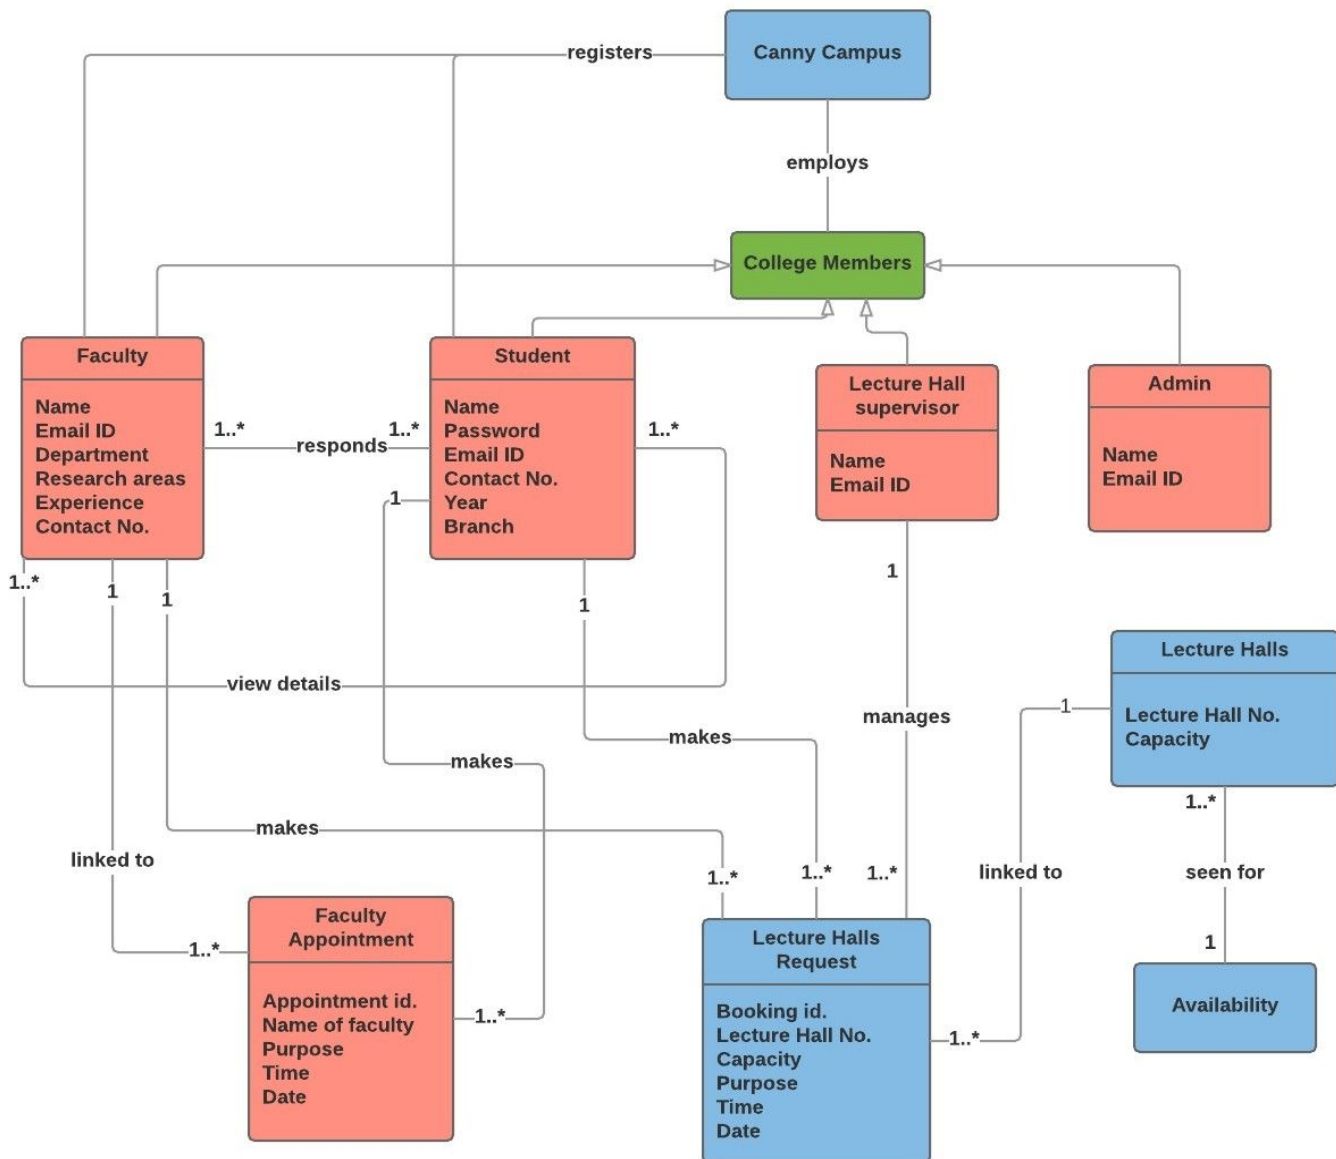 registers
Canny Campus
employs
College Members
Faculty
Name
Email ID
Department
Research areas
Experience
Contact No.
1..*
responds
1..*
Student
Name
Password
Email ID
Contact No.
Year
Branch
1..*
1
Lecture Hall
supervisor
Name
Email ID
Admin
Name
Email ID
1..*
1
1
1
1
view details
makes
makes
makes
manages
linked to
1..*
1..*
1..*
1..*
1..*
Faculty
Appointment
Appointment id.
Name of faculty
Purpose
Time
Date
Lecture Halls
Request
Booking id.
Lecture Hall No.
Capacity
Purpose
Time
Date
1..*
linked to
1
Lecture Halls
Lecture Hall No.
Capacity
1..*
seen for
1
Availability